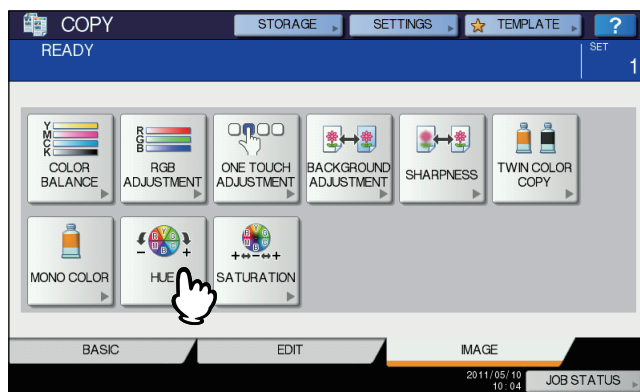 COPY
STORAGE
SETTINGS
TEMPLATE
?
READY
SET
1
Y
M
C
K
COLOR
BALANCE
R
G
B
RGB
ADJUSTMENT
ONE TOUCH
ADJUSTMENT
BACKGROUND
ADJUSTMENT
SHARPNESS
TWIN COLOR
COPY
MONO COLOR
R Y G C B M
- +
HUE
R Y G C B M
+⇔−⇔+
SATURATION
BASIC
EDIT
IMAGE
2011/05/10
10:04
JOB STATUS